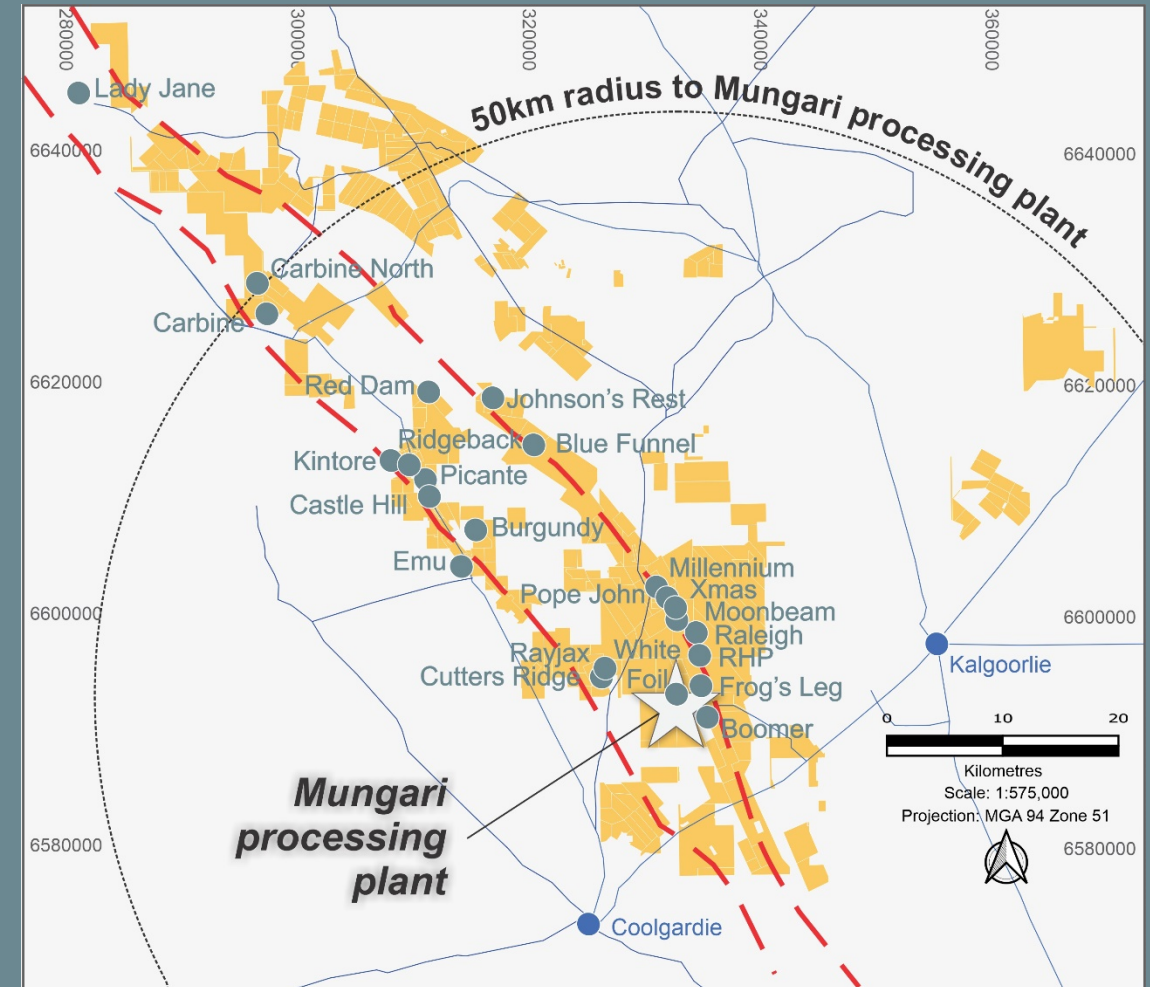 280000
300000
320000
340000
360000
Lady Jane
50km radius to Mungari processing plant
6640000
6640000
Carbine North
Carbine
6620000
6620000
Red Dam
Johnson's Rest
Ridgeback
Blue Funnel
Kintore
Picante
Castle Hill
Burgundy
Emu
Millennium
Pope John
Xmas
6600000
Moonbeam
6600000
Raleigh
White
Foil
Rayjax
RHP
Kalgoorlie
Cutters Ridge
Frog's Leg
Boomer
0 10 20
Kilometres
Scale: 1:575,000
Projection: MGA 94 Zone 51
Mungari
processing
plant
6580000
6580000
Coolgardie